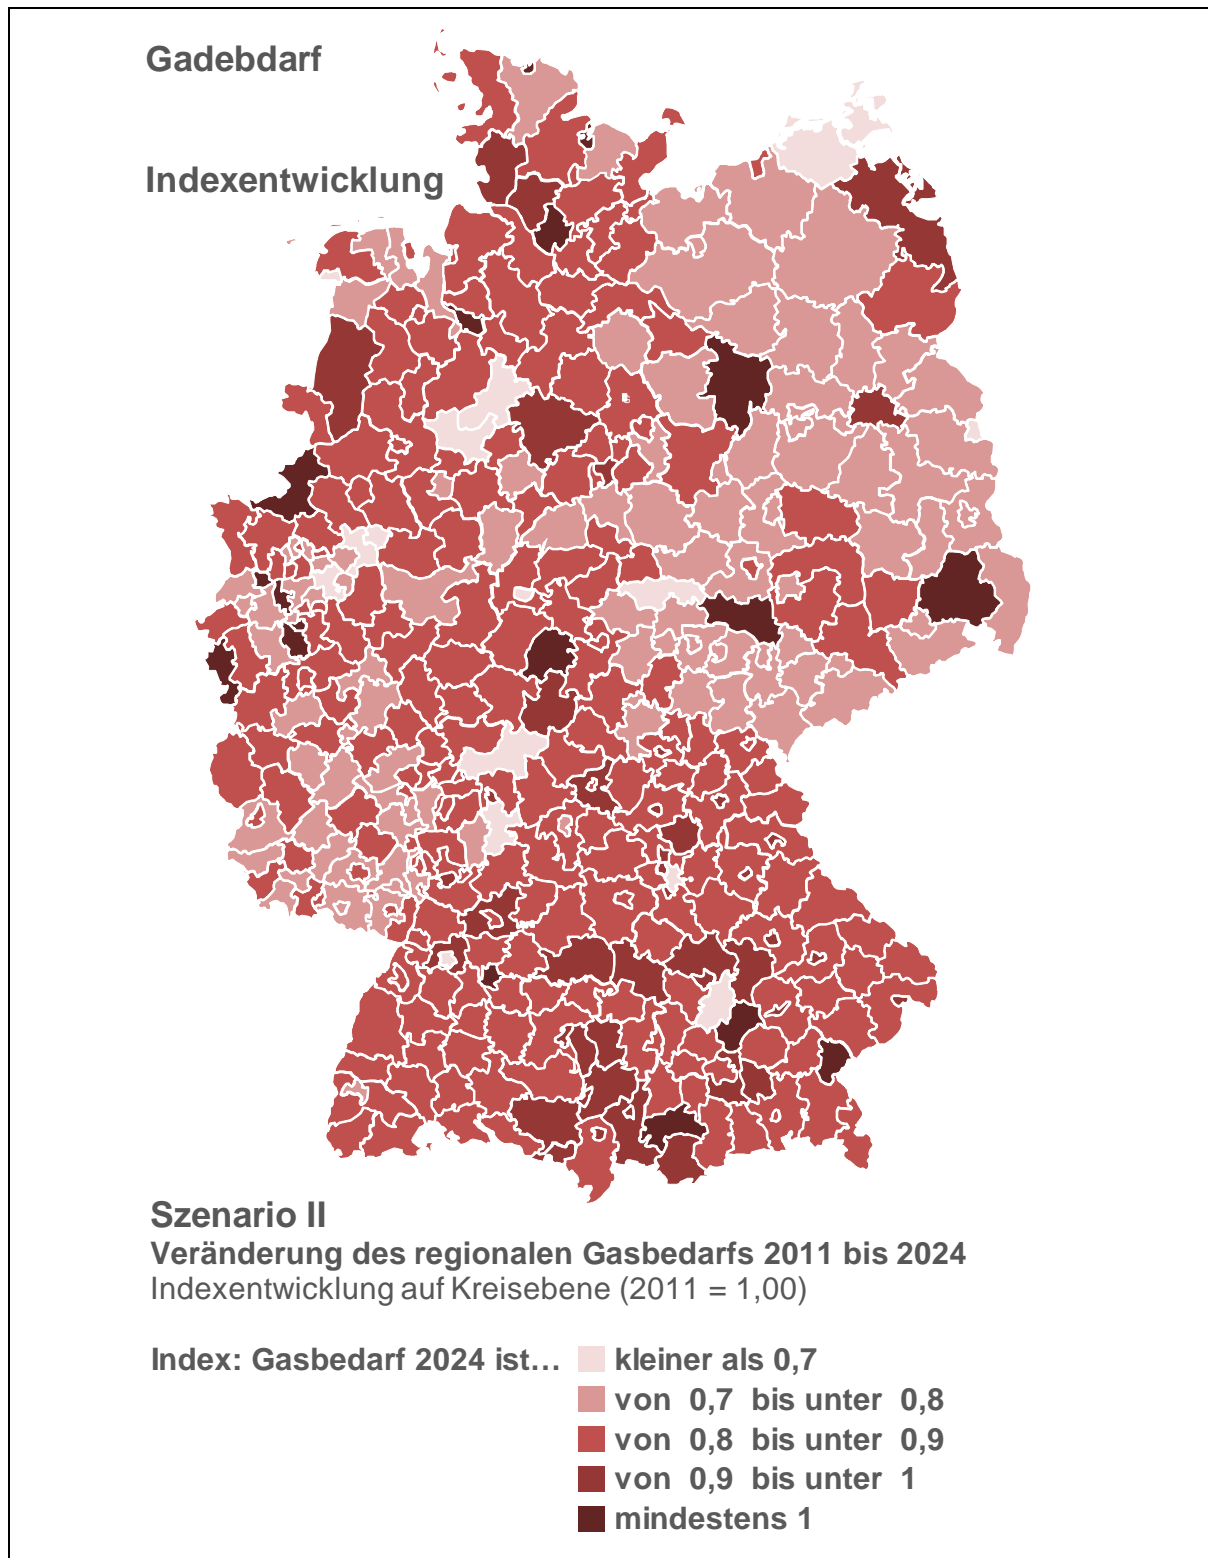 Gadebdarf
Indexentwicklung
Szenario II
Veränderung des regionalen Gasbedarfs 2011 bis 2024
Indexentwicklung auf Kreisebene (2011 = 1,00)
Index: Gasbedarf 2024 ist... kleiner als 0,7
von 0,7 bis unter 0,8
von 0,8 bis unter 0,9
von 0,9 bis unter 1
mindestens 1